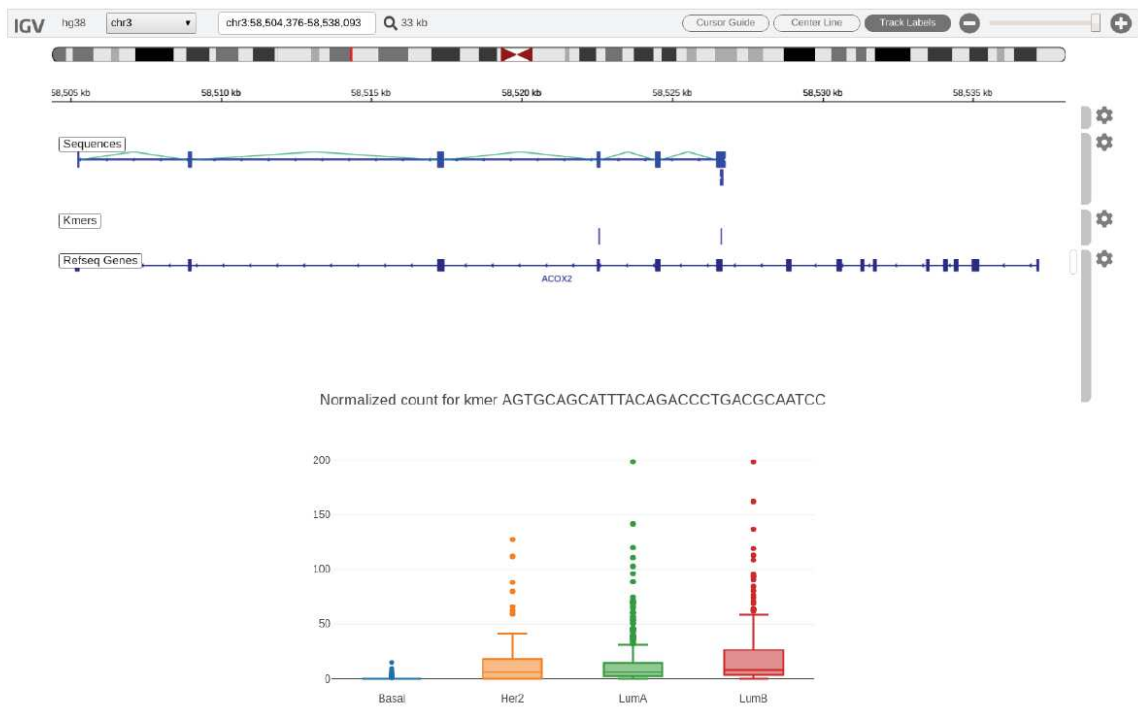 IGV hg38 chr3 chr3:58,504,376-58,538,093 33 kb Cursor Guide Center Line Track Labels
58,505 kb 58,510 kb 58,515 kb 58,520 kb 58,525 kb 58,530 kb 58,535 kb
Sequences
Kmers
Refseq Genes
ACOX2
Normalized count for kmer AGTGCAGCATTTACAGACCCTGACGCAATCC
200
150
100
50
0
Basal Her2 LumA LumB